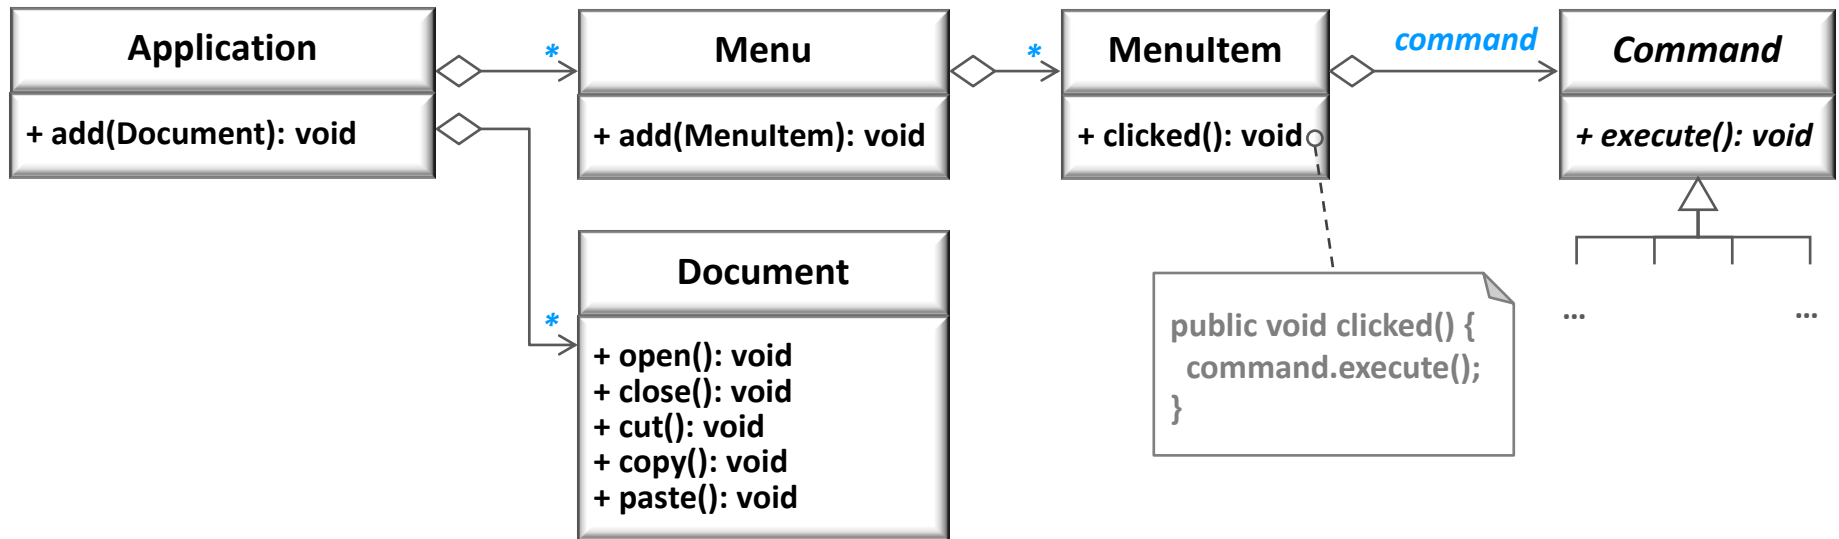 Application
+ add(Document): void
*
Menu
+ add(MenuItem): void
*
MenuItem
+ clicked(): void
command
Command
+ execute(): void
*
Document
+ open(): void
+ close(): void
+ cut(): void
+ copy(): void
+ paste(): void
public void clicked() {
command.execute();
}
...
...